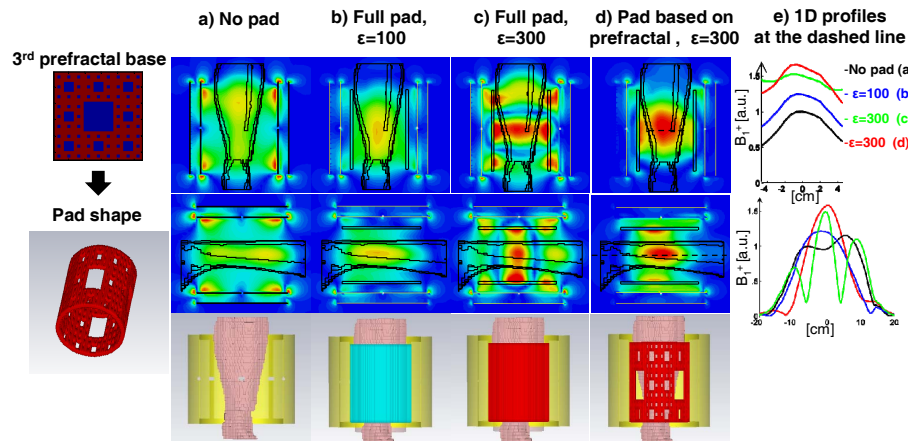 a) No pad
b) Full pad,
ε=100
c) Full pad,
ε=300
d) Pad based on
prefractal , ε=300
e) 1D profiles
at the dashed line
3rd prefractal base
Pad shape
B1+ [a.u.]
1.5
1
0.5
0
-4 -2 0 2 4
[cm]
-No pad (a
- ε=100 (b
-ε=300 (c
-ε=300 (d)
B1+ [a.u.]
1.5
1
0.5
0
-20 -10 0 10 20
[cm]